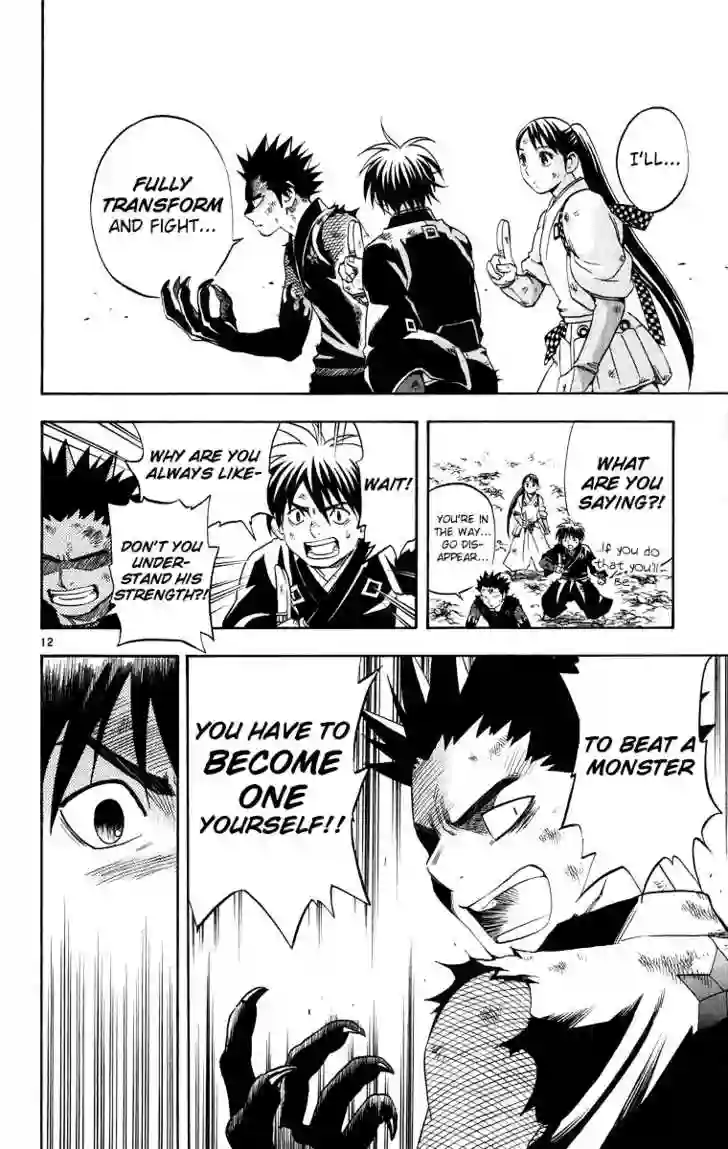 I'LL...
FULLY
TRANSFORM
AND FIGHT...
WHAT
ARE YOU
SAYING?!
If you do
that you'll
be
YOU'RE IN
THE WAY...
GO DIS-
APPEAR...
WAIT!
WHY ARE YOU
ALWAYS LIKE-
DON'T YOU
UNDER-
STAND HIS
STRENGTH?!
12
TO BEAT A
MONSTER
YOU HAVE TO
BECOME
ONE
YOURSELF!!